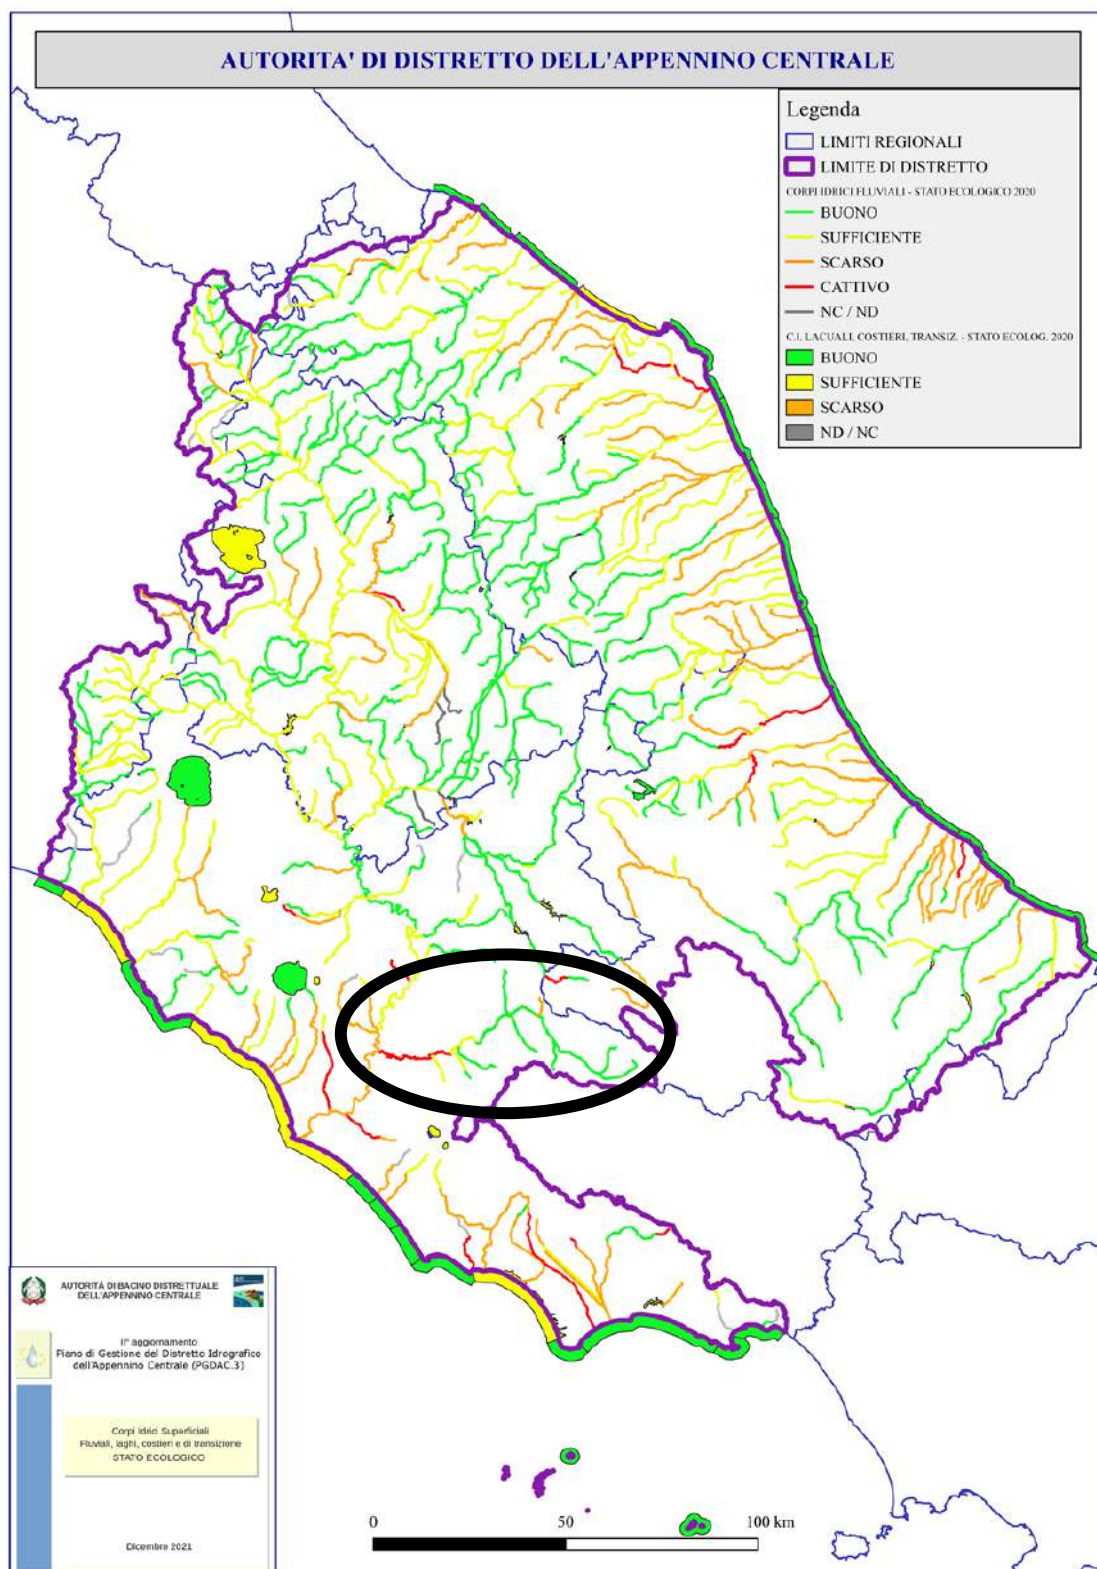 AUTORITA' DI DISTRETTO DELL'APPENNINO CENTRALE
Legenda
LIMITI REGIONALI
LIMITE DI DISTRETTO
CORPI IDRICI FLUVIALI - STATO ECOLOGICO 2020
BUONO
SUFFICIENTE
SCARSO
CATTIVO
NC / ND
C.I. LACUALI, COSTIERI, TRANSIZ. - STATO ECOLOG. 2020
BUONO
SUFFICIENTE
SCARSO
ND / NC
AUTORITÀ DI BACINO DISTRETTUALE
DELL'APPENNINO CENTRALE
II° aggiornamento
Piano di Gestione del Distretto Idrografico
dell'Appennino Centrale (PGDAC.3)
Corpi Idrici Superficiali
Fluviali, laghi, costieri e di transizione
STATO ECOLOGICO
Dicembre 2021
0 50 100 km